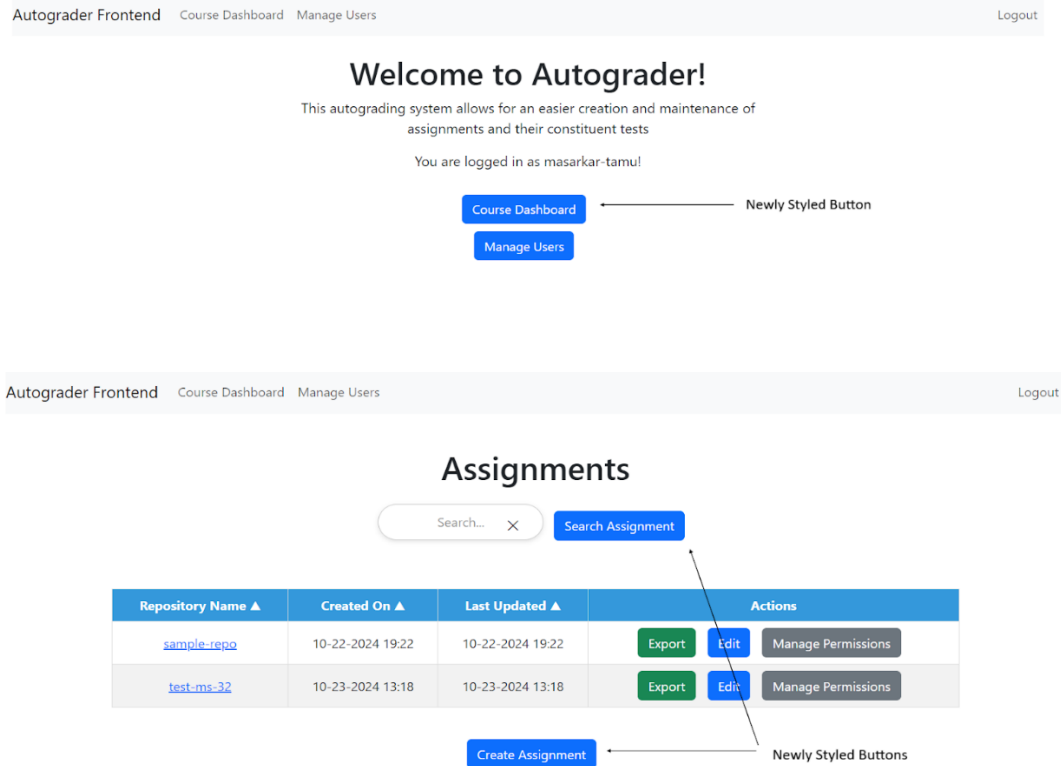 Autograder Frontend Course Dashboard Manage Users Logout
Welcome to Autograder!
This autograding system allows for an easier creation and maintenance of
assignments and their constituent tests
You are logged in as masarkar-tamu!
Course Dashboard Newly Styled Button
Manage Users
Autograder Frontend Course Dashboard Manage Users Logout
Assignments
Search... Search Assignment
Repository Name ▲ Created On ▲ Last Updated ▲ Actions
sample-repo 10-22-2024 19:22 10-22-2024 19:22 Export Edit Manage Permissions
test-ms-32 10-23-2024 13:18 10-23-2024 13:18 Export Edit Manage Permissions
Create Assignment Newly Styled Buttons